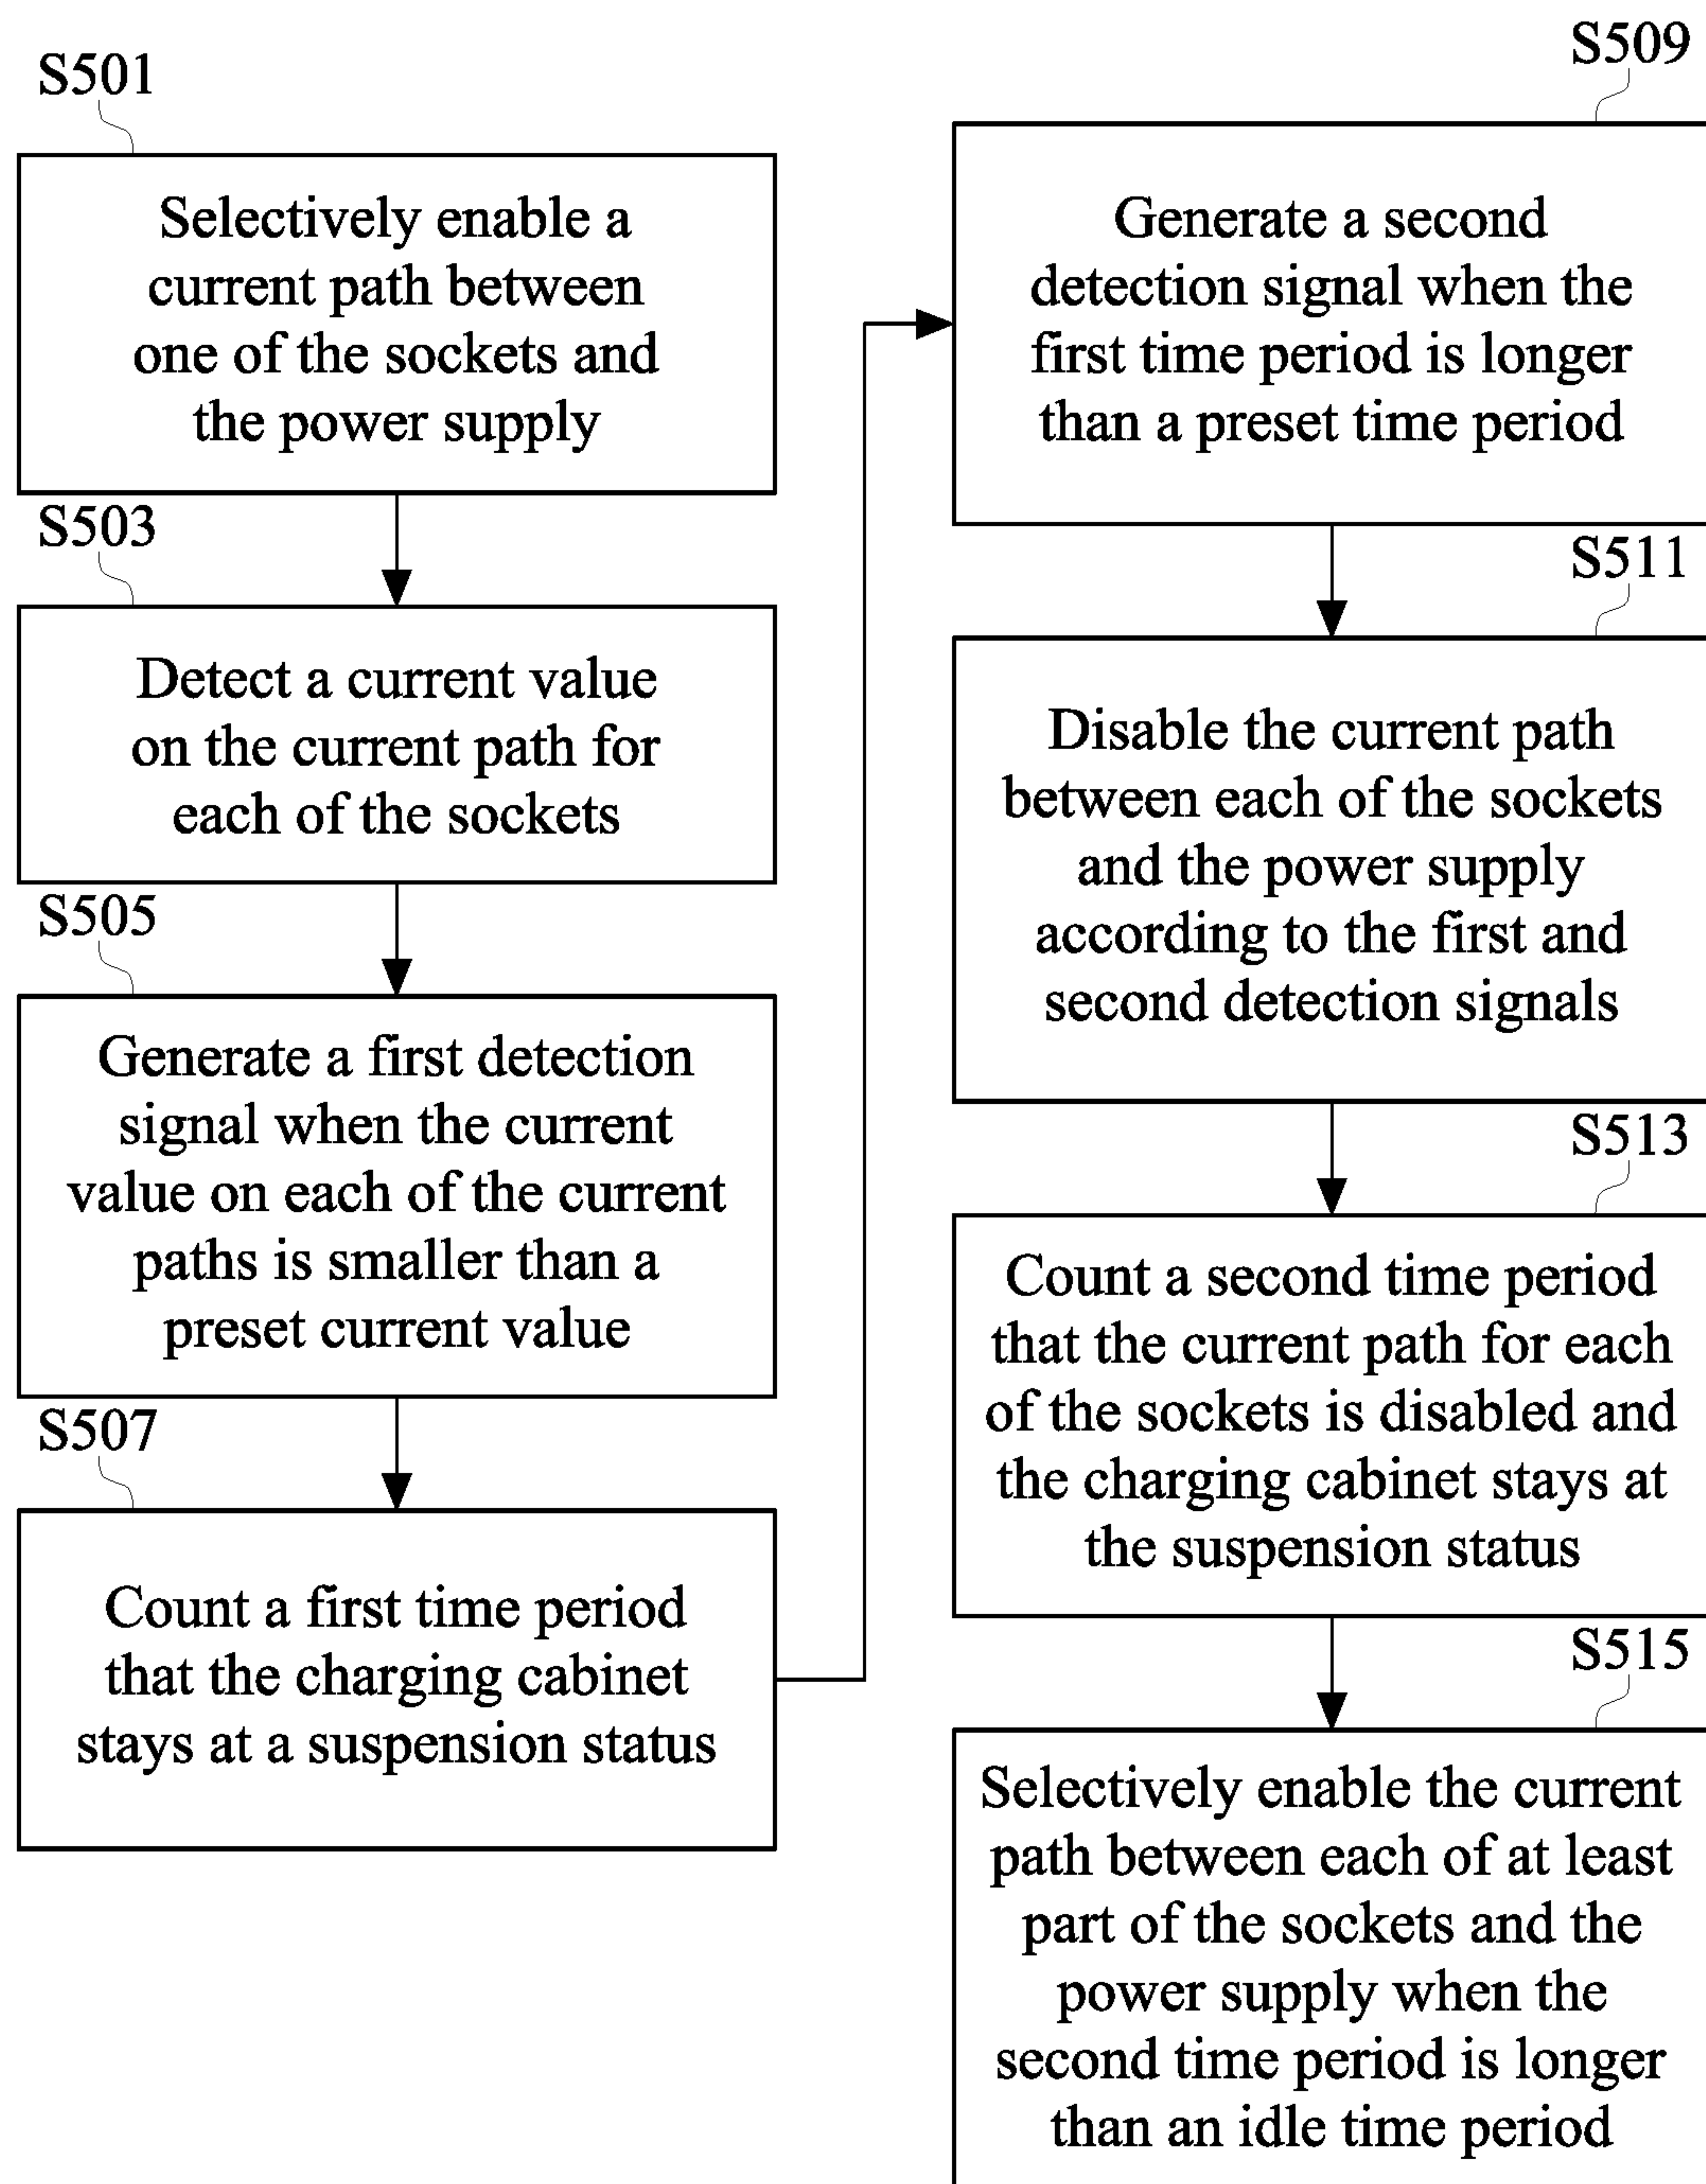 S501
Selectively enable a
current path between
one of the sockets and
the power supply
S503
Detect a current value
on the current path for
each of the sockets
S505
Generate a first detection
signal when the current
value on each of the current
paths is smaller than a
preset current value
S507
Count a first time period
that the charging cabinet
stays at a suspension status
S509
Generate a second
detection signal when the
first time period is longer
than a preset time period
S511
Disable the current path
between each of the sockets
and the power supply
according to the first and
second detection signals
S513
Count a second time period
that the current path for each
of the sockets is disabled and
the charging cabinet stays at
the suspension status
S515
Selectively enable the current
path between each of at least
part of the sockets and the
power supply when the
second time period is longer
than an idle time period